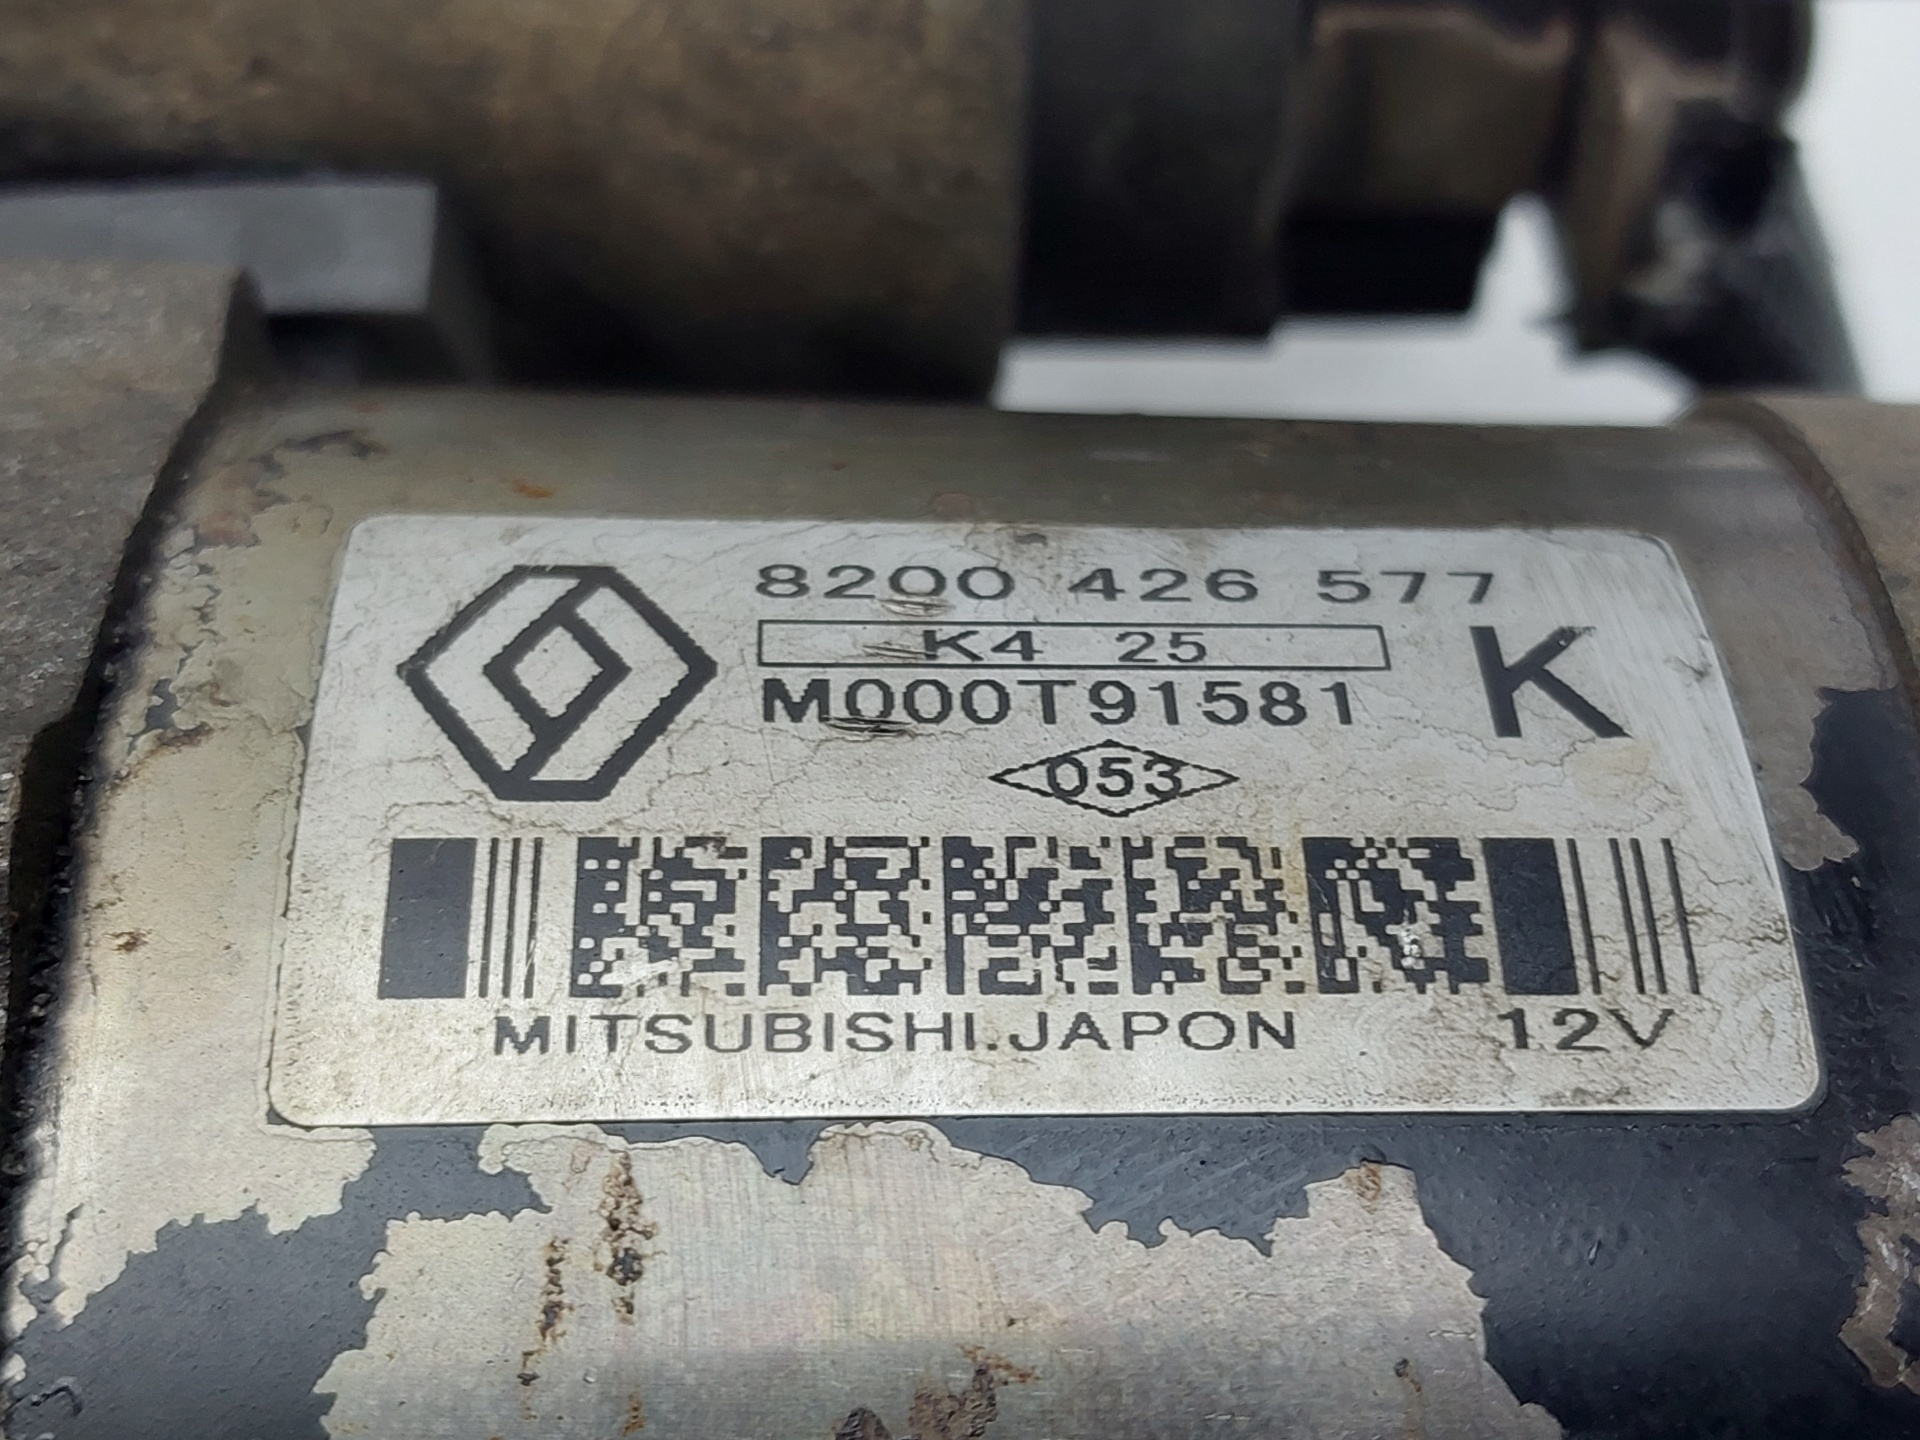 8200 426 577
K4 25
K
M000T91581
053
MITSUBISHI.JAPON 12V